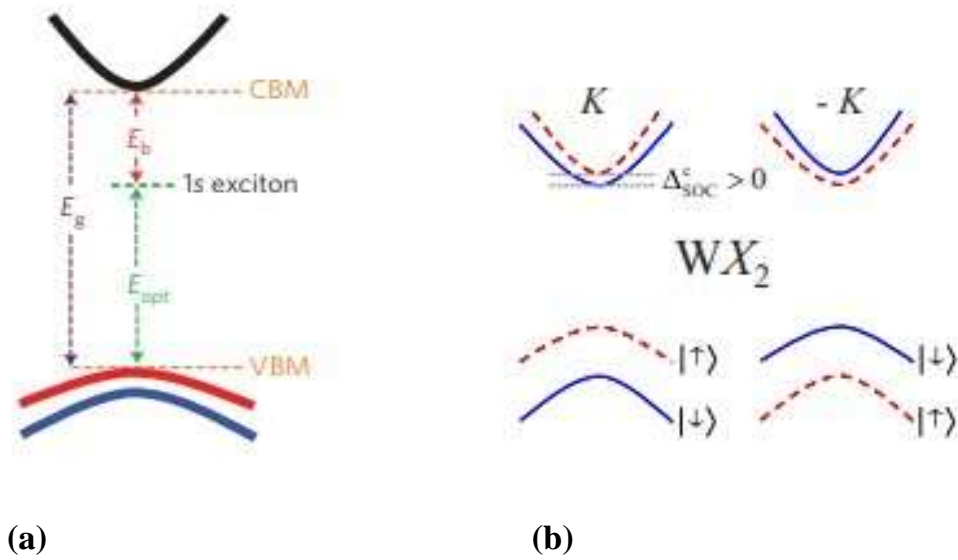 CBM
E_b
1s exciton
E_g
E_opt
VBM
K
- K
Δ^c_SOC > 0
WX_2
|↑⟩
|↓⟩
|↓⟩
|↑⟩
(a)
(b)